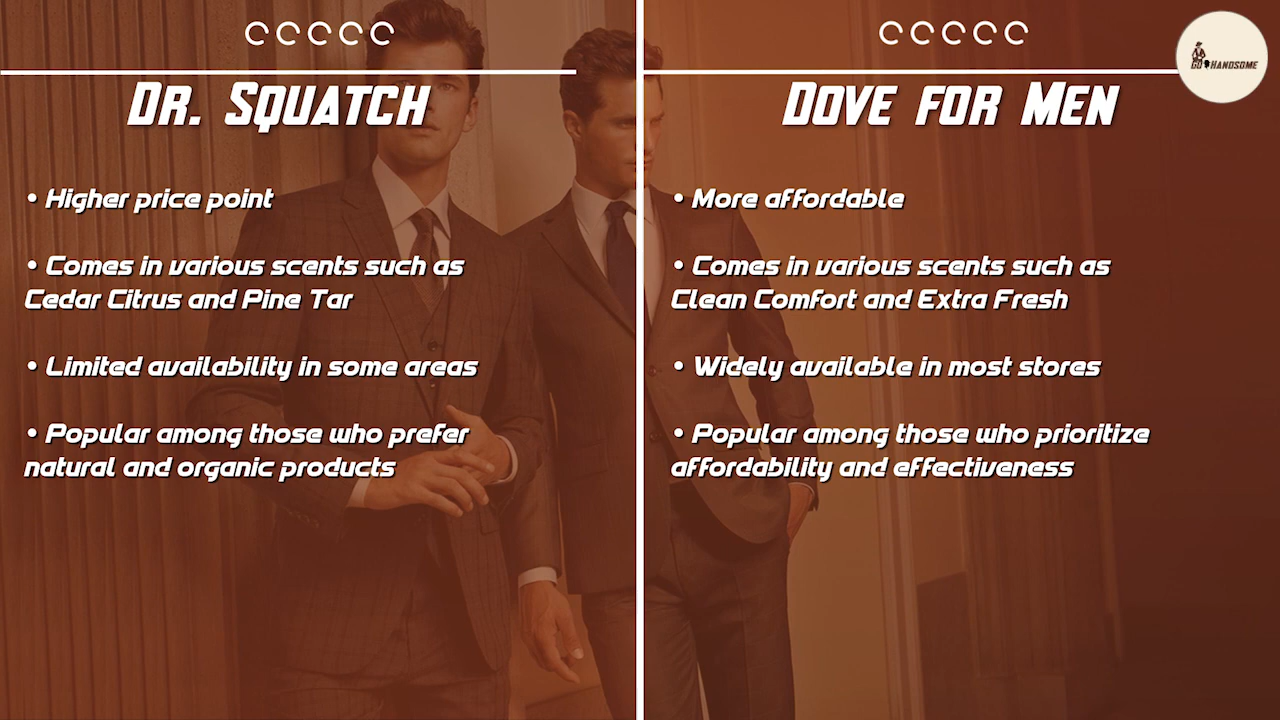 Dr. Squatch
• Higher price point
• Comes in various scents such as
Cedar Citrus and Pine Tar
• Limited availability in some areas
• Popular among those who prefer
natural and organic products
Dove for Men
• More affordable
• Comes in various scents such as
Clean Comfort and Extra Fresh
• Widely available in most stores
• Popular among those who prioritize
affordability and effectiveness
GO HANDSOME